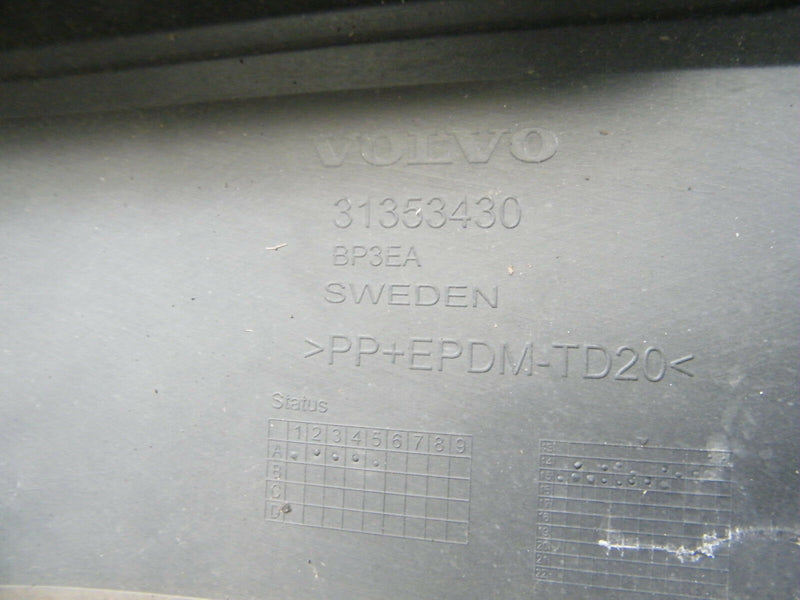 VOLVO
31353430
BP3EA
SWEDEN
>PP+EPDM-TD20<
Status
1 2 3 4 5 6 7 8 9
A
B
C
D